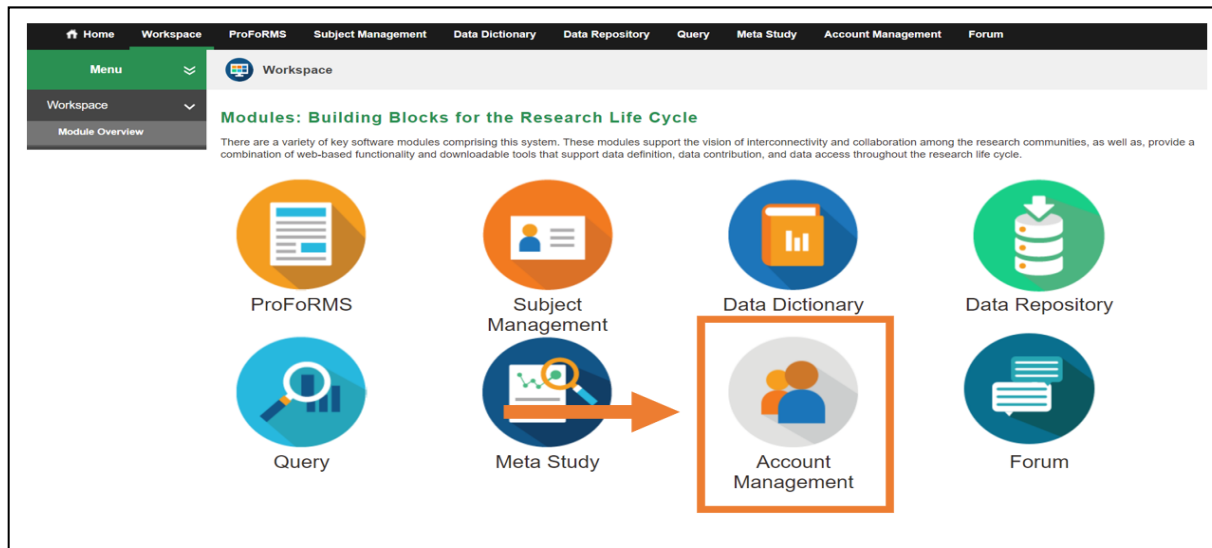 Home Workspace ProFoRMS Subject Management Data Dictionary Data Repository Query Meta Study Account Management Forum
Menu
Workspace
Workspace
Module Overview
Modules: Building Blocks for the Research Life Cycle
There are a variety of key software modules comprising this system. These modules support the vision of interconnectivity and collaboration among the research communities, as well as, provide a
combination of web-based functionality and downloadable tools that support data definition, data contribution, and data access throughout the research life cycle.
ProFoRMS
Subject
Management
Data Dictionary
Data Repository
Query
Meta Study
Account
Management
Forum